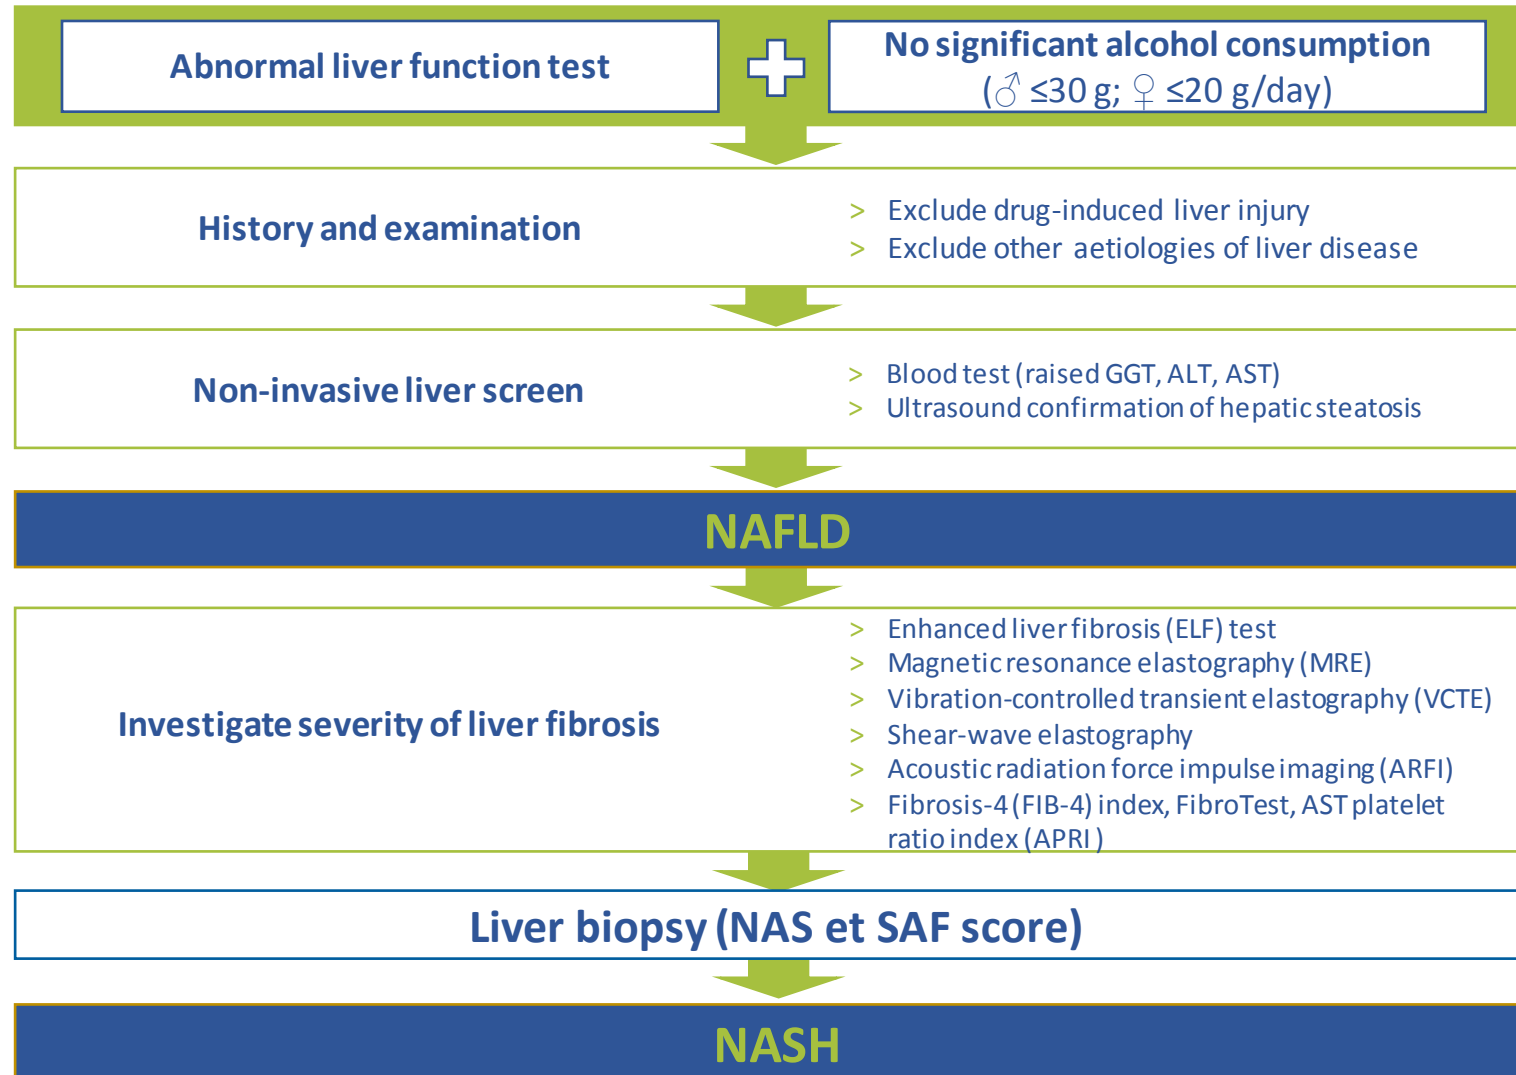 Abnormal liver function test
No significant alcohol consumption
(♂ ≤30 g; ♀ ≤20 g/day)
History and examination
> Exclude drug-induced liver injury
> Exclude other aetiologies of liver disease
Non-invasive liver screen
> Blood test (raised GGT, ALT, AST)
> Ultrasound confirmation of hepatic steatosis
NAFLD
Investigate severity of liver fibrosis
> Enhanced liver fibrosis (ELF) test
> Magnetic resonance elastography (MRE)
> Vibration-controlled transient elastography (VCTE)
> Shear-wave elastography
> Acoustic radiation force impulse imaging (ARFI)
> Fibrosis-4 (FIB-4) index, FibroTest, AST platelet
ratio index (APRI )
Liver biopsy (NAS et SAF score)
NASH